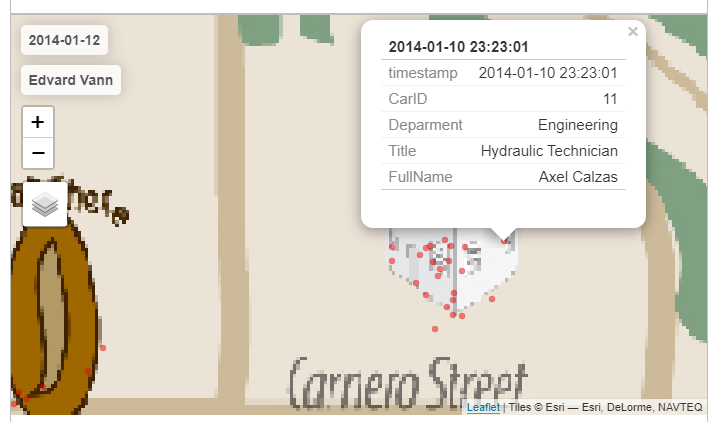 2014-01-12
Edvard Vann
+
−
×
2014-01-10 23:23:01
timestamp 2014-01-10 23:23:01
CarID 11
Deparment Engineering
Title Hydraulic Technician
FullName Axel Calzas
Carnero Street
Leaflet | Tiles © Esri — Esri, DeLorme, NAVTEQ